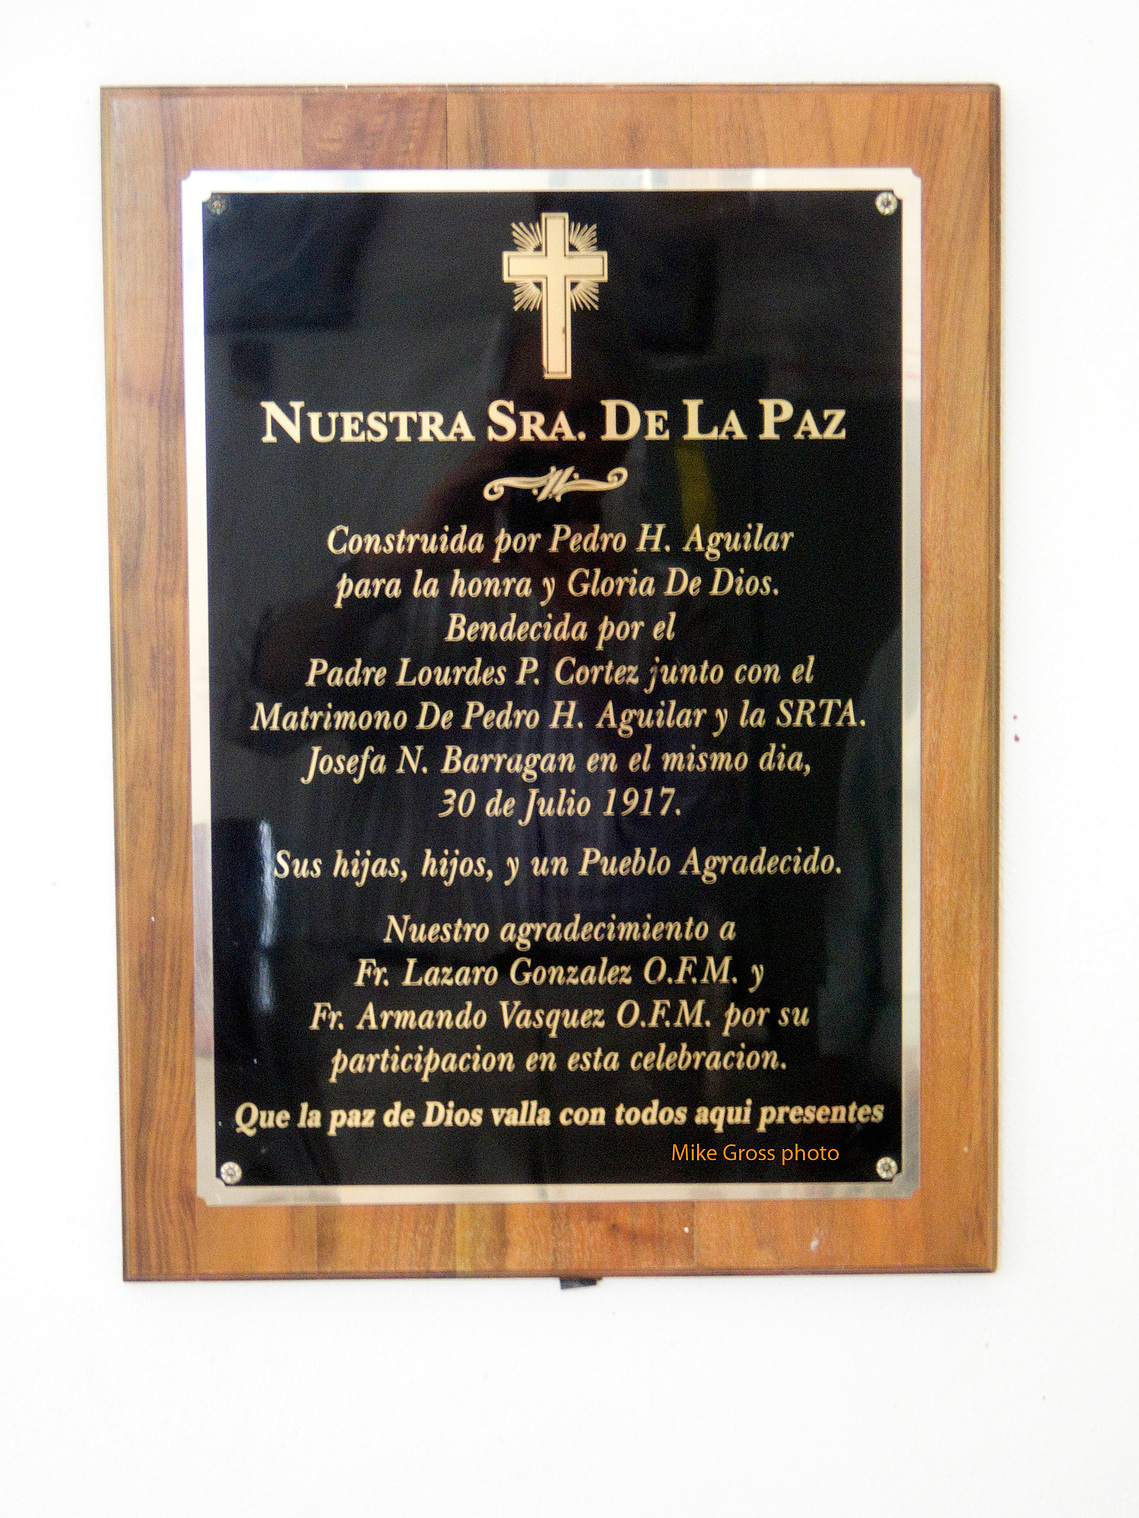 NUESTRA SRA. DE LA PAZ
Construida por Pedro H. Aguilar
para la honra y Gloria De Dios.
Bendecida por el
Padre Lourdes P. Cortez junto con el
Matrimono De Pedro H. Aguilar y la SRTA.
Josefa N. Barragan en el mismo dia,
30 de Julio 1917.
Sus hijas, hijos, y un Pueblo Agradecido.
Nuestro agradecimiento a
Fr. Lazaro Gonzalez O.F.M. y
Fr. Armando Vasquez O.F.M. por su
participacion en esta celebracion.
Que la paz de Dios valla con todos aqui presentes
Mike Gross photo